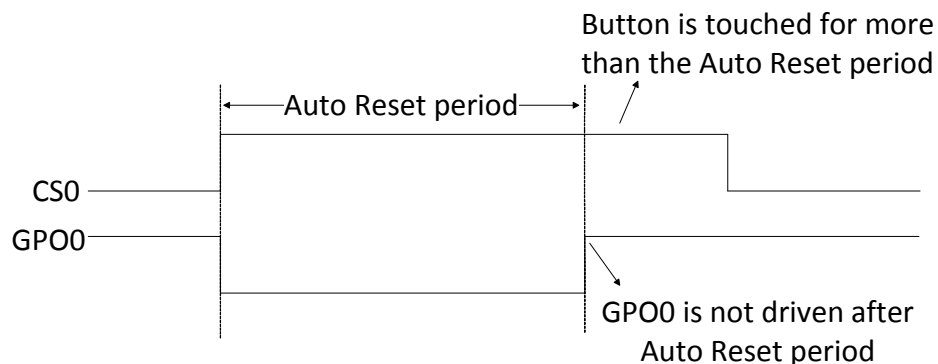 Button is touched for more
than the Auto Reset period
Auto Reset period
CS0
GPO0
GPO0 is not driven after
Auto Reset period